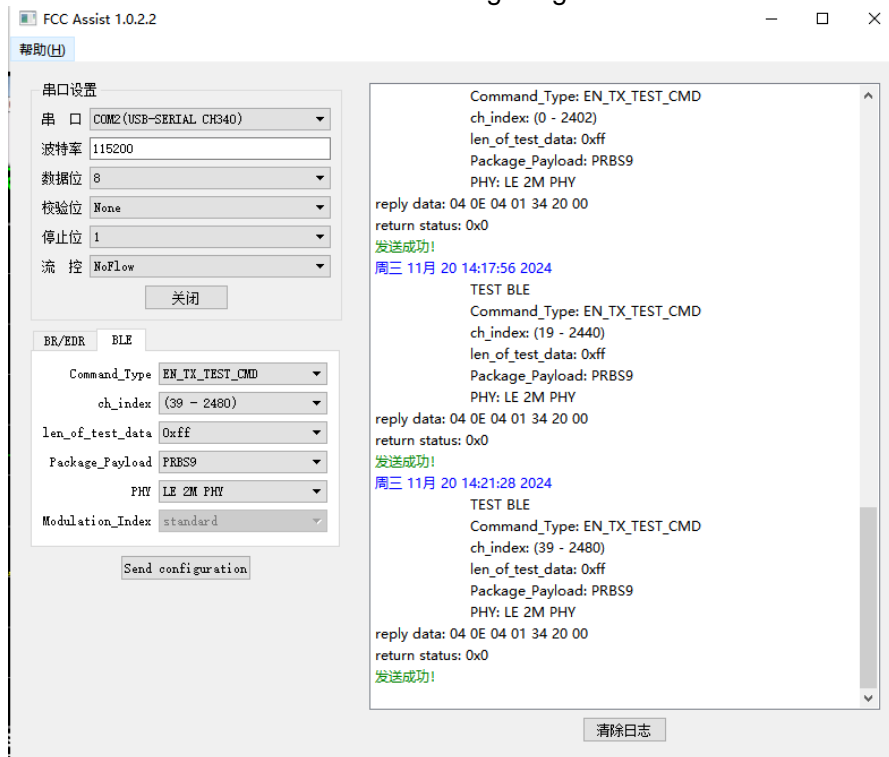 FCC Assist 1.0.2.2
帮助(H)
串口设置
串 口 COM2(USB-SERIAL CH340)
波特率 115200
数据位 8
校验位 None
停止位 1
流 控 NoFlow
关闭
BR/EDR BLE
Command_Type EN_TX_TEST_CMD
ch_index (39 - 2480)
len_of_test_data 0xff
Package_Payload PRBS9
PHY LE 2M PHY
Modulation_Index standard
Send configuration
Command_Type: EN_TX_TEST_CMD
ch_index: (0 - 2402)
len_of_test_data: 0xff
Package_Payload: PRBS9
PHY: LE 2M PHY
reply data: 04 0E 04 01 34 20 00
return status: 0x0
发送成功!
周三 11月 20 14:17:56 2024
TEST BLE
Command_Type: EN_TX_TEST_CMD
ch_index: (19 - 2440)
len_of_test_data: 0xff
Package_Payload: PRBS9
PHY: LE 2M PHY
reply data: 04 0E 04 01 34 20 00
return status: 0x0
发送成功!
周三 11月 20 14:21:28 2024
TEST BLE
Command_Type: EN_TX_TEST_CMD
ch_index: (39 - 2480)
len_of_test_data: 0xff
Package_Payload: PRBS9
PHY: LE 2M PHY
reply data: 04 0E 04 01 34 20 00
return status: 0x0
发送成功!
清除日志